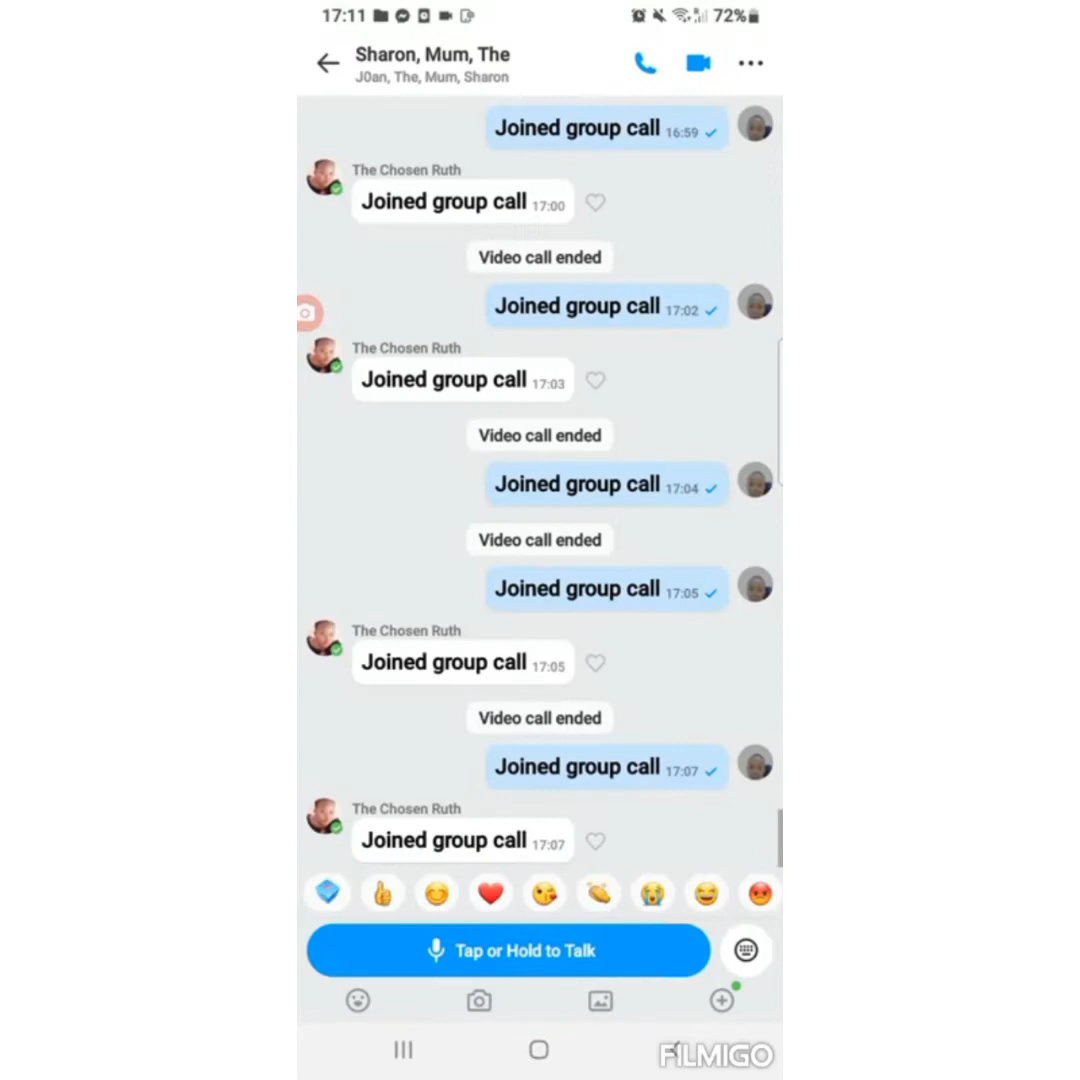 17:11 72%
Sharon, Mum, The
J0an, The, Mum, Sharon
Joined group call 16:59
The Chosen Ruth
Joined group call 17:00
Video call ended
Joined group call 17:02
The Chosen Ruth
Joined group call 17:03
Video call ended
Joined group call 17:04
Video call ended
Joined group call 17:05
The Chosen Ruth
Joined group call 17:05
Video call ended
Joined group call 17:07
The Chosen Ruth
Joined group call 17:07
Tap or Hold to Talk
FILMIGO